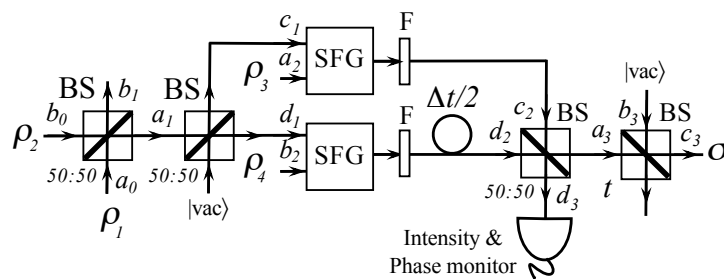 c₁
F
b₁
BS
SFG
a₂
ρ₃
|vac⟩
BS
BS
Δt/2
F
c₂
BS
b₃
b₀
a₁
d₁
d₂
a₃
c₃
ρ₂
ρ₄
SFG
σ
b₂
50:50
a₀
50:50
50:50
d₃
t
ρ₁
|vac⟩
Intensity &
Phase monitor